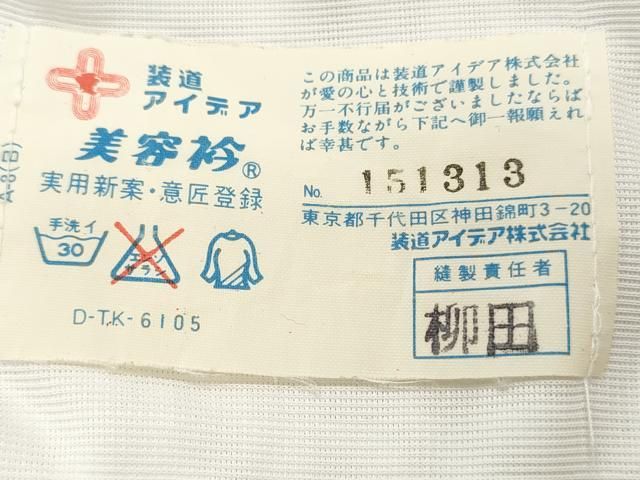 装道
アイデア
美容衿®
実用新案・意匠登録
手洗イ
30
エンソ
サラシ
D-TK-6105
A-8(B)
この商品は装道アイデア株式会社
が愛の心と技術で謹製しました。
万一不行届がございましたならば
お手数ながら下記へ御一報願えれ
ば幸甚です。
No. 151313
東京都千代田区神田錦町3-20
装道アイデア株式会社
縫製責任者
柳田